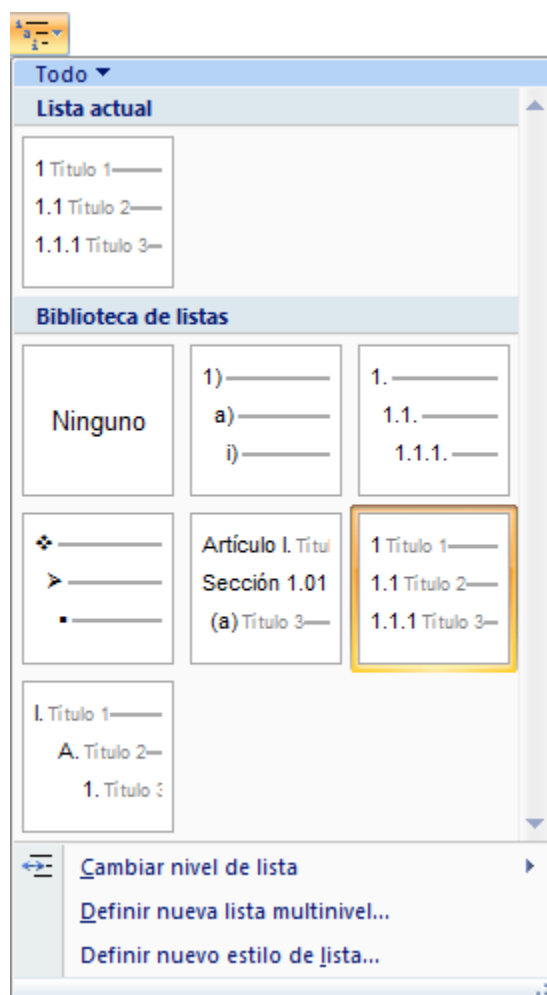 Todo
Lista actual
1 Título 1
1.1 Título 2
1.1.1 Título 3
Biblioteca de listas
Ninguno
1)
a)
i)
1.
1.1.
1.1.1.
Artículo I. Títu
Sección 1.01
(a) Título 3
1 Título 1
1.1 Título 2
1.1.1 Título 3
I. Título 1
A. Título 2
1. Título 3
Cambiar nivel de lista
Definir nueva lista multinivel...
Definir nuevo estilo de lista...